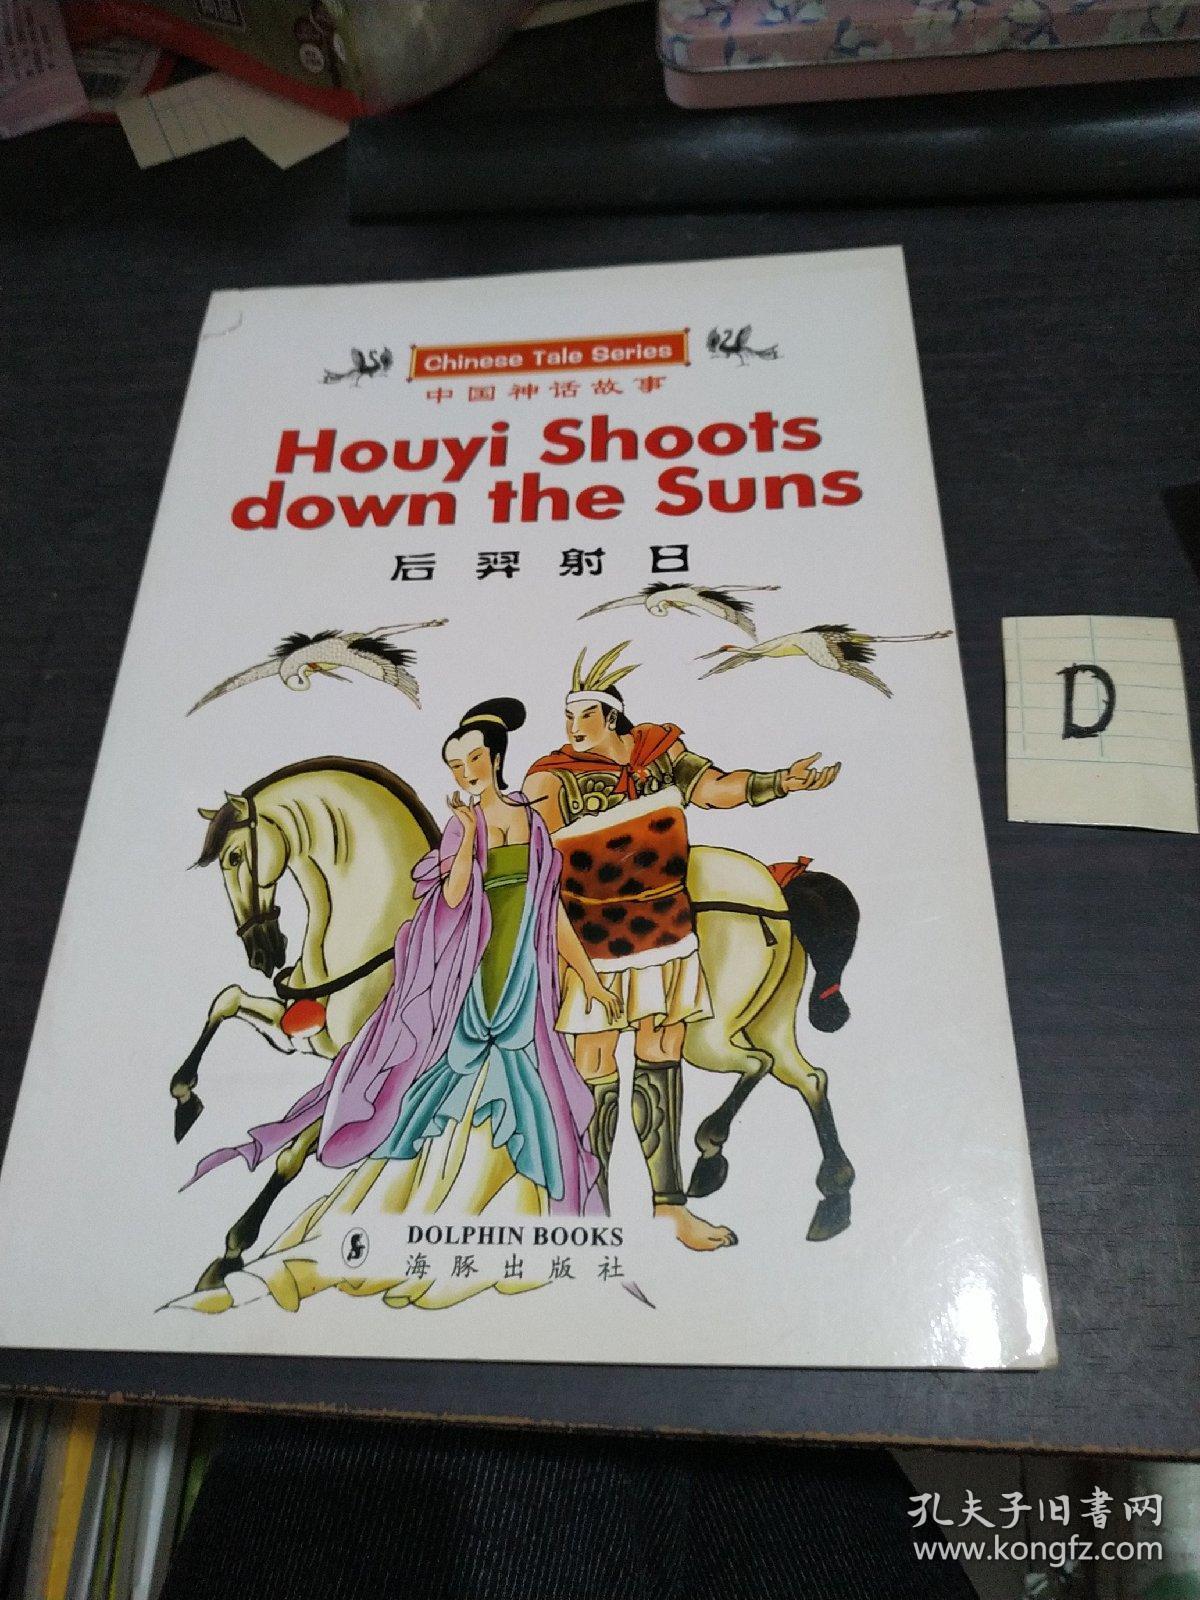 Chinese Tale Series
中国神话故事
Houyi Shoots
down the Suns
后羿射日
D
DOLPHIN BOOKS
海豚出版社
孔夫子旧书网
www.kongfz.com